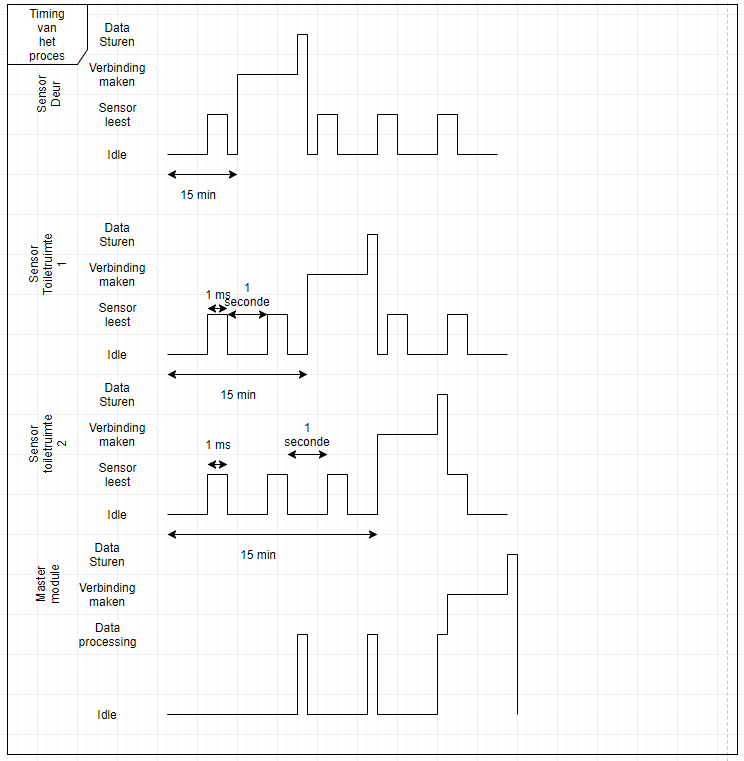 Timing
van
het
proces
Sensor
Deur
Data
Sturen
Verbinding
maken
Sensor
leest
Idle
15 min
Sensor
Toiletruimte
1
Data
Sturen
Verbinding
maken
Sensor
leest
Idle
1 ms
1
seconde
15 min
Sensor
toiletruimte
2
Data
Sturen
Verbinding
maken
Sensor
leest
Idle
1 ms
1
seconde
15 min
Master
module
Data
Sturen
Verbinding
maken
Data
processing
Idle